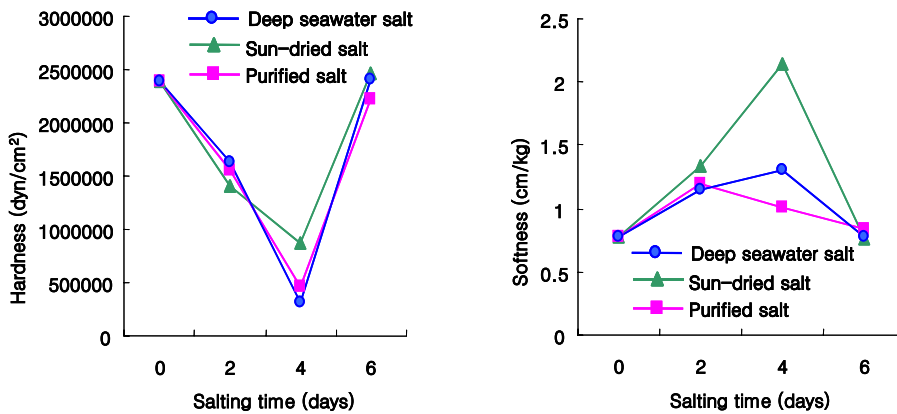 Deep seawater salt
Sun-dried salt
Purified salt
Hardness (dyn/cm²)
3000000
2500000
2000000
1500000
1000000
500000
0
0 2 4 6
Salting time (days)
Softness (cm/kg)
2.5
2
1.5
1
0.5
0
Deep seawater salt
Sun-dried salt
Purified salt
0 2 4 6
Salting time (days)